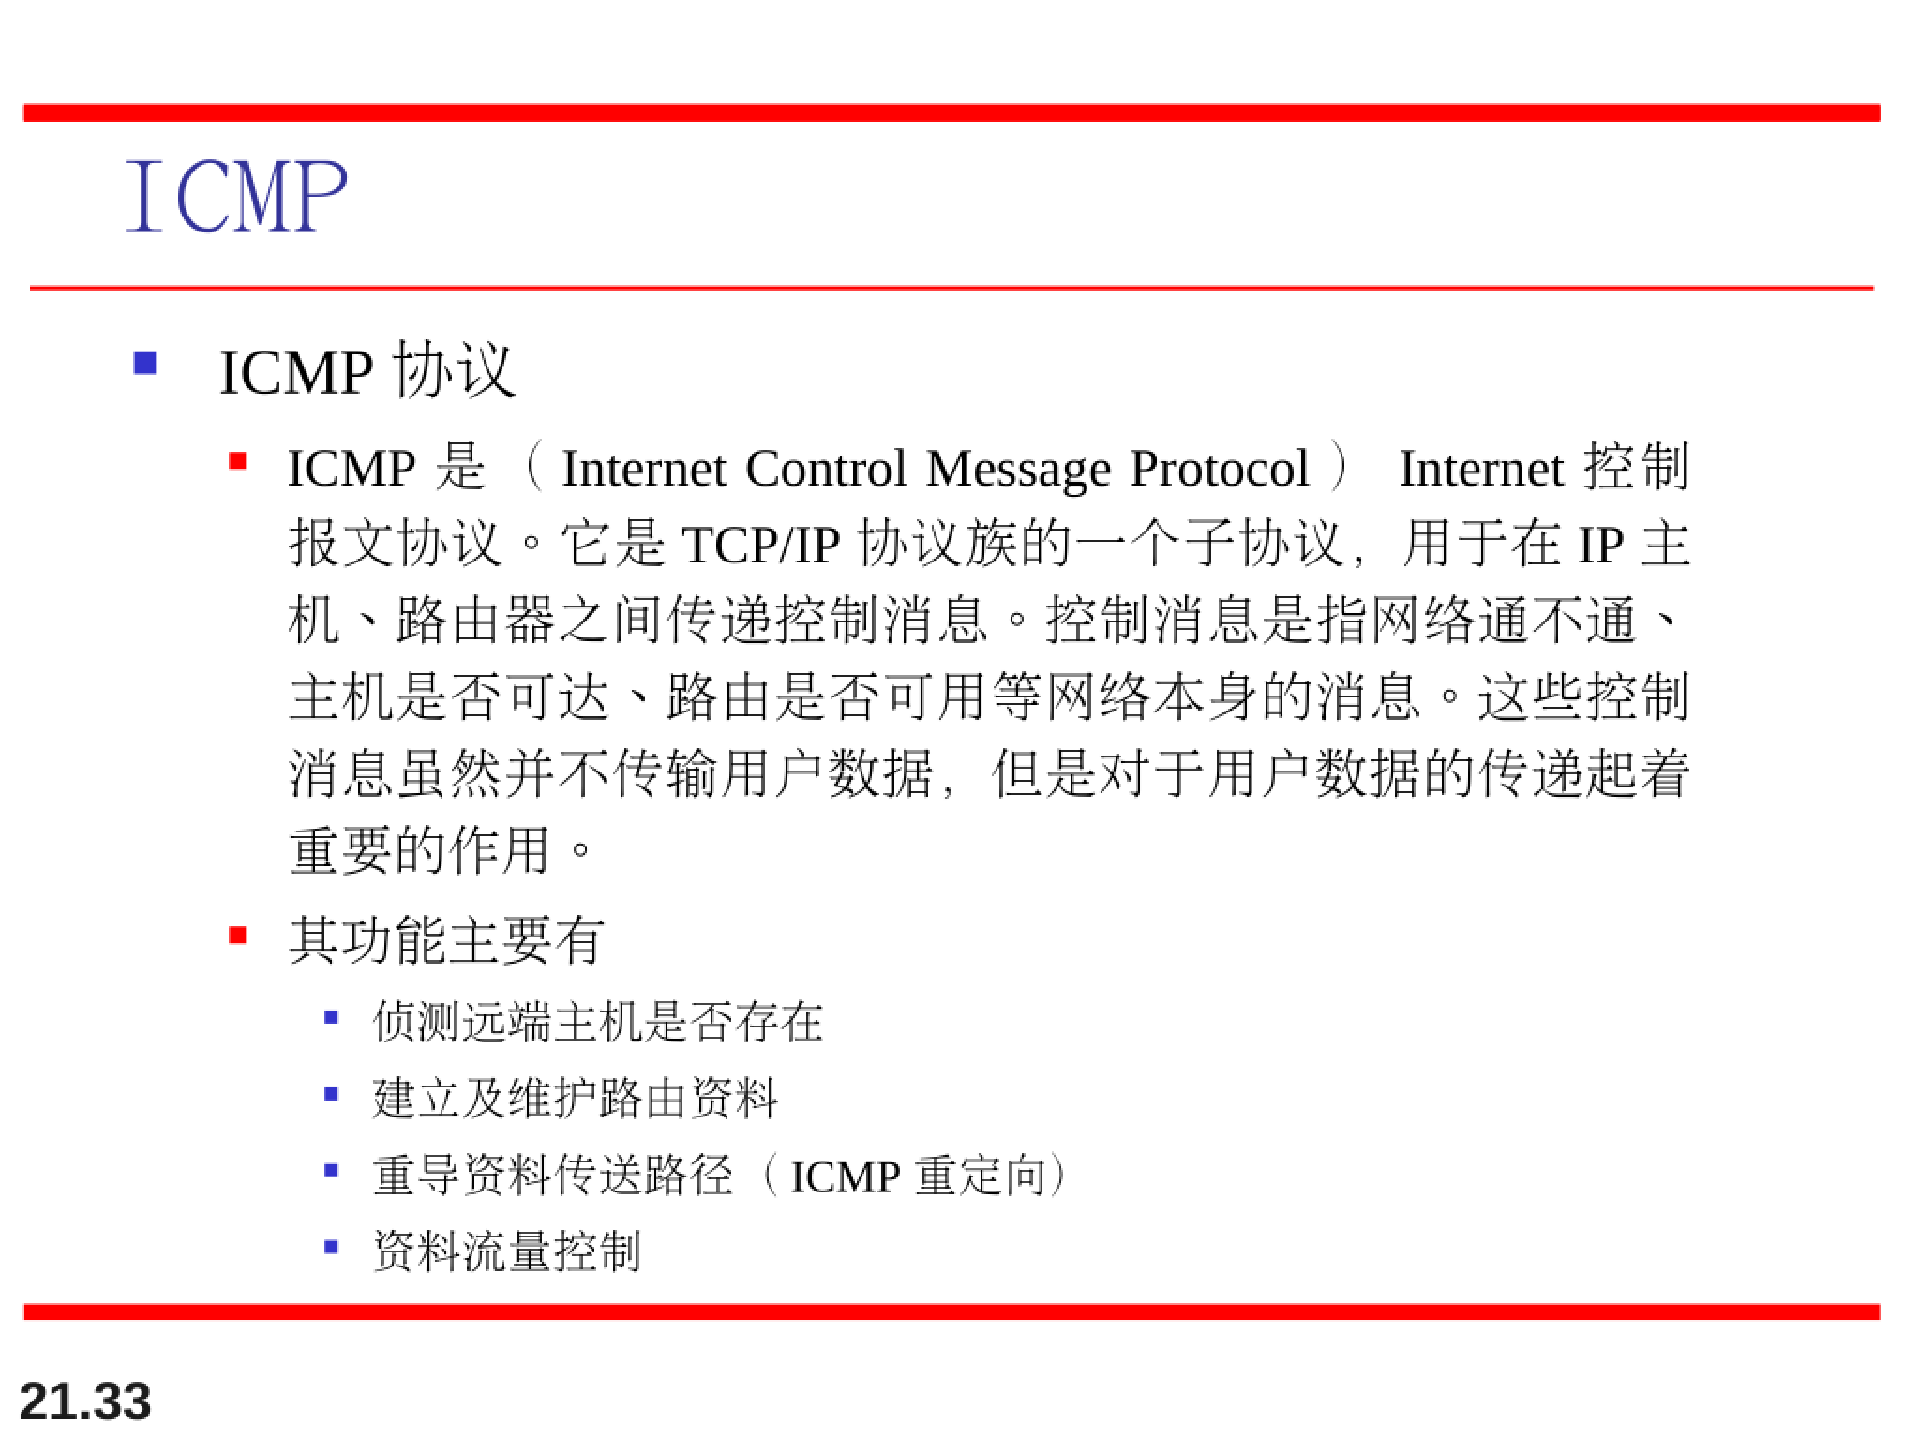 ICMP
ICMP 协议
ICMP 是（Internet Control Message Protocol） Internet 控制
报文协议。它是 TCP/IP 协议族的一个子协议，用于在 IP 主
机、路由器之间传递控制消息。控制消息是指网络通不通、
主机是否可达、路由是否可用等网络本身的消息。这些控制
消息虽然并不传输用户数据，但是对于用户数据的传递起着
重要的作用。
其功能主要有
侦测远端主机是否存在
建立及维护路由资料
重导资料传送路径（ICMP 重定向）
资料流量控制
21.33